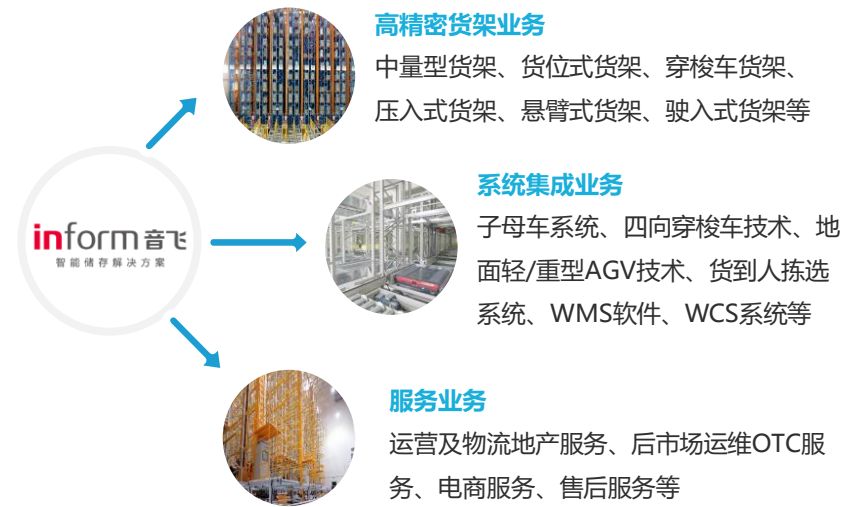 高精密货架业务
中量型货架、货位式货架、穿梭车货架、
压入式货架、悬臂式货架、驶入式货架等
系统集成业务
子母车系统、四向穿梭车技术、地
面轻/重型AGV技术、货到人拣选
系统、WMS软件、WCS系统等
inform 音飞
智能储存解决方案
服务业务
运营及物流地产服务、后市场运维OTC服
务、电商服务、售后服务等